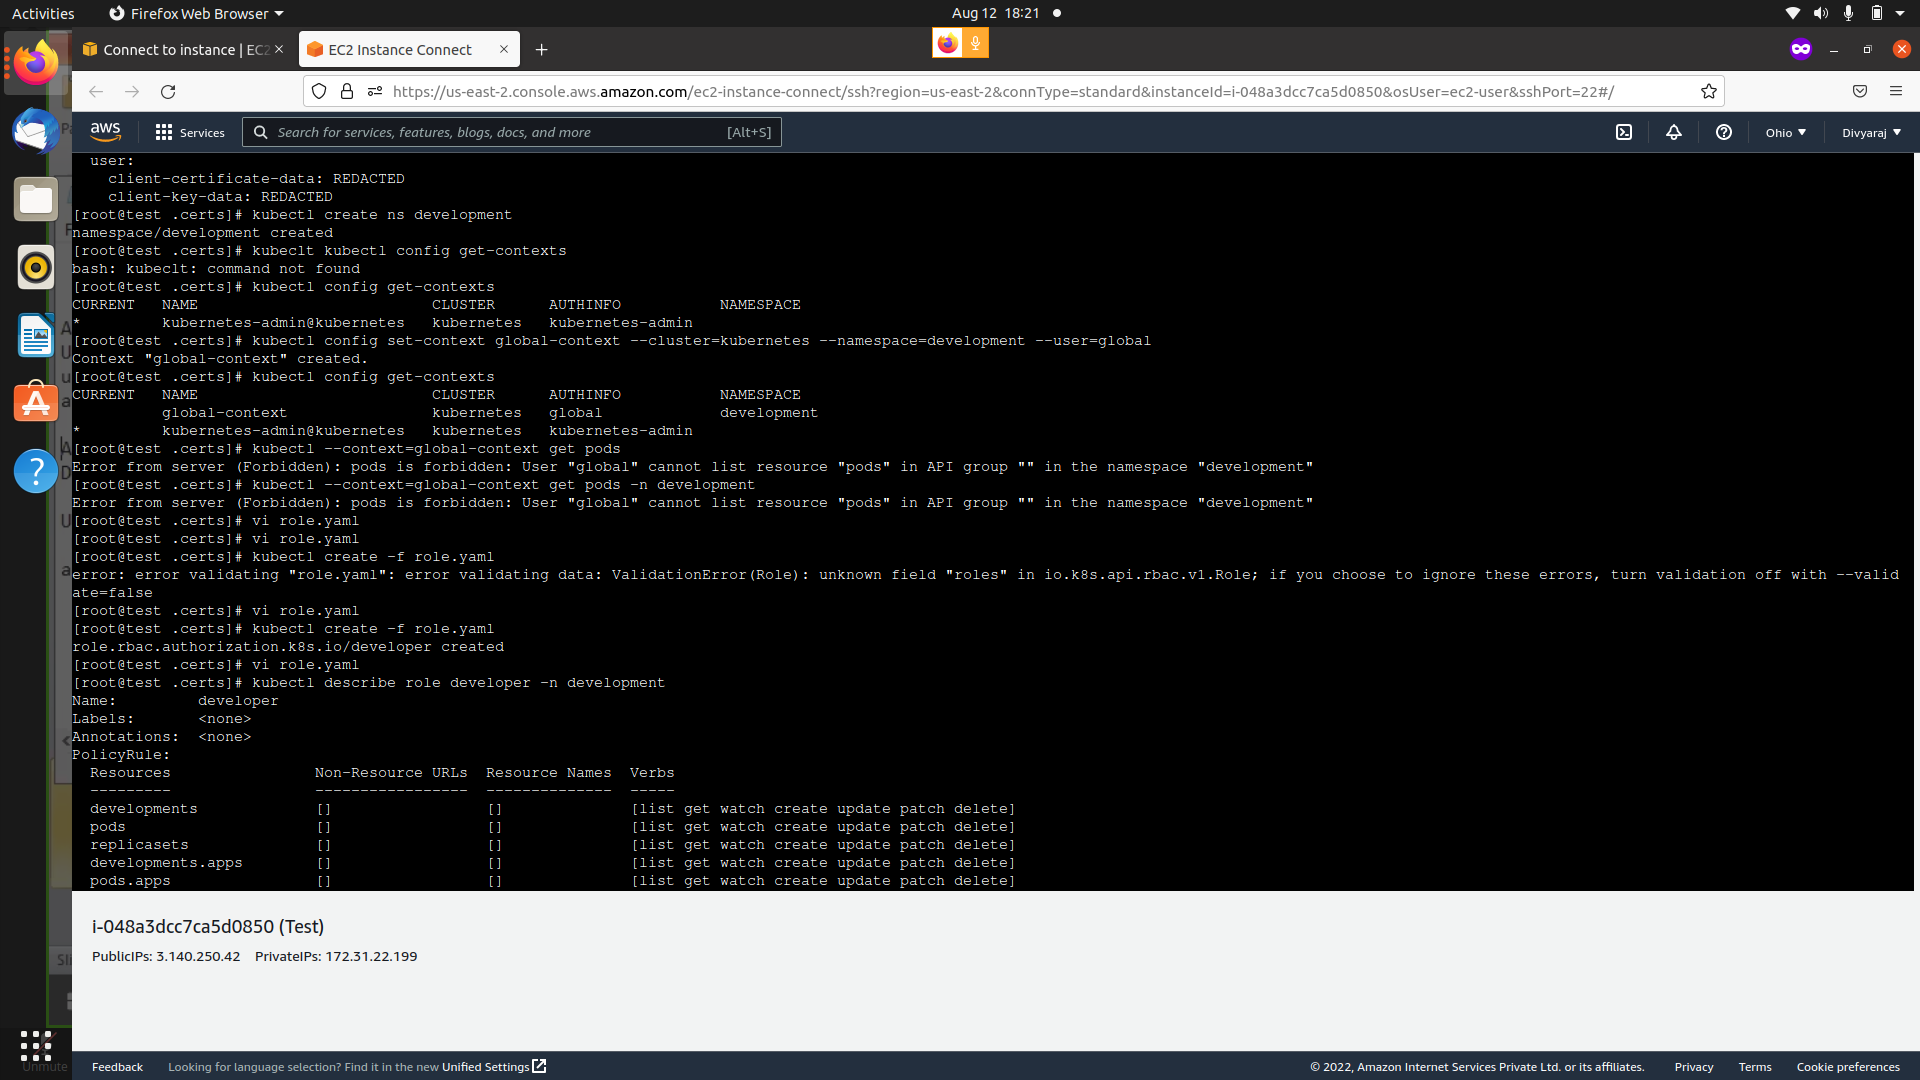 Activities
Firefox Web Browser
Aug 12 18:21
Connect to instance | EC2
EC2 Instance Connect
https://us-east-2.console.aws.amazon.com/ec2-instance-connect/ssh?region=us-east-2&connType=standard&instanceId=i-048a3dcc7ca5d0850&osUser=ec2-user&sshPort=22#/
aws
Services
Search for services, features, blogs, docs, and more
[Alt+S]
Ohio
Divyaraj
user:
client-certificate-data: REDACTED
client-key-data: REDACTED
[root@test .certs]# kubectl create ns development
namespace/development created
[root@test .certs]# kubeclt kubectl config get-contexts
bash: kubeclt: command not found
[root@test .certs]# kubectl config get-contexts
CURRENT NAME CLUSTER AUTHINFO NAMESPACE
* kubernetes-admin@kubernetes kubernetes kubernetes-admin
[root@test .certs]# kubectl config set-context global-context --cluster=kubernetes --namespace=development --user=global
Context "global-context" created.
[root@test .certs]# kubectl config get-contexts
CURRENT NAME CLUSTER AUTHINFO NAMESPACE
global-context kubernetes global development
* kubernetes-admin@kubernetes kubernetes kubernetes-admin
[root@test .certs]# kubectl --context=global-context get pods
Error from server (Forbidden): pods is forbidden: User "global" cannot list resource "pods" in API group "" in the namespace "development"
[root@test .certs]# kubectl --context=global-context get pods -n development
Error from server (Forbidden): pods is forbidden: User "global" cannot list resource "pods" in API group "" in the namespace "development"
[root@test .certs]# vi role.yaml
[root@test .certs]# vi role.yaml
[root@test .certs]# kubectl create -f role.yaml
error: error validating "role.yaml": error validating data: ValidationError(Role): unknown field "roles" in io.k8s.api.rbac.v1.Role; if you choose to ignore these errors, turn validation off with --valid
ate=false
[root@test .certs]# vi role.yaml
[root@test .certs]# kubectl create -f role.yaml
role.rbac.authorization.k8s.io/developer created
[root@test .certs]# vi role.yaml
[root@test .certs]# kubectl describe role developer -n development
Name: developer
Labels: <none>
Annotations: <none>
PolicyRule:
Resources Non-Resource URLs Resource Names Verbs
--------- ----------------- -------------- -----
developments [] [] [list get watch create update patch delete]
pods [] [] [list get watch create update patch delete]
replicasets [] [] [list get watch create update patch delete]
developments.apps [] [] [list get watch create update patch delete]
pods.apps [] [] [list get watch create update patch delete]
i-048a3dcc7ca5d0850 (Test)
PublicIPs: 3.140.250.42 PrivateIPs: 172.31.22.199
Unmute
Feedback
Looking for language selection? Find it in the new Unified Settings
© 2022, Amazon Internet Services Private Ltd. or its affiliates.
Privacy
Terms
Cookie preferences